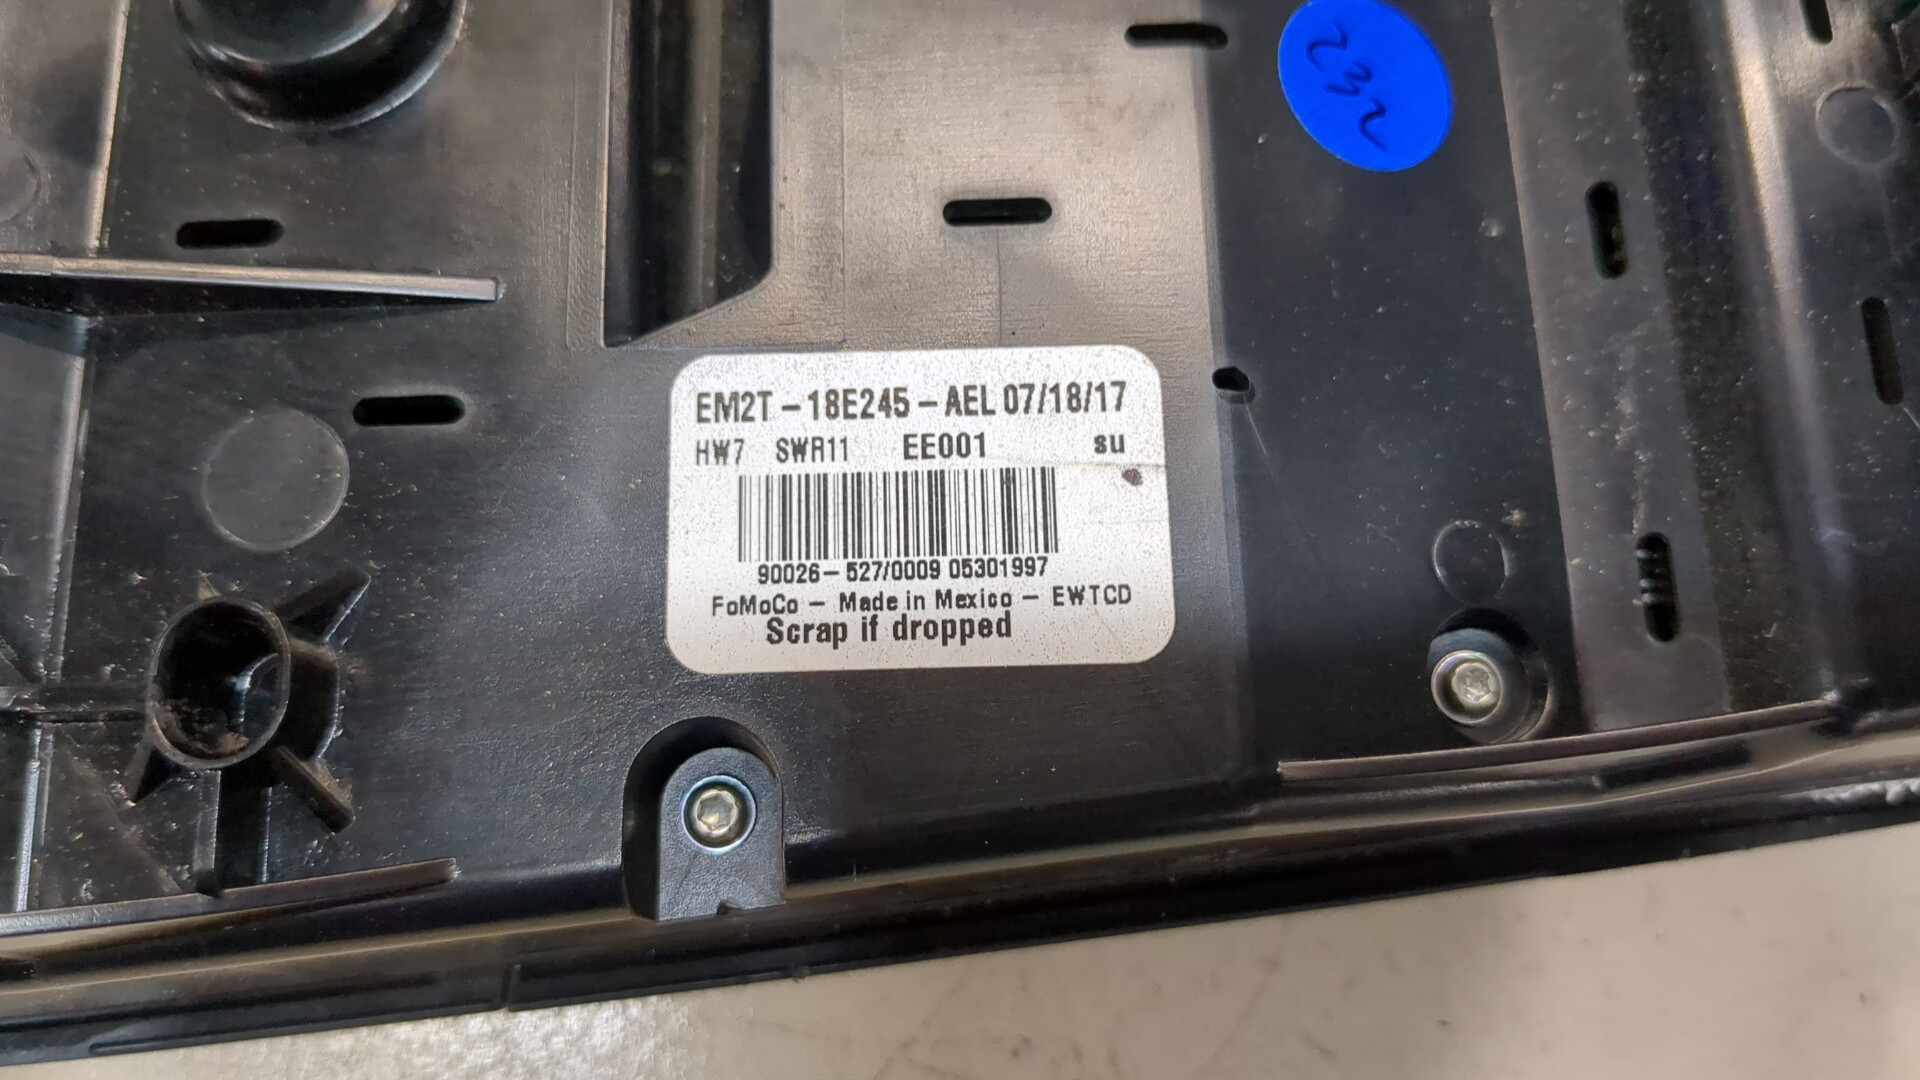 232
EM2T-18E245-AEL 07/18/17
HW7 SWR11 EE001 su
90026-527/0009 05301997
FoMoCo - Made in Mexico - EWTCD
Scrap if dropped